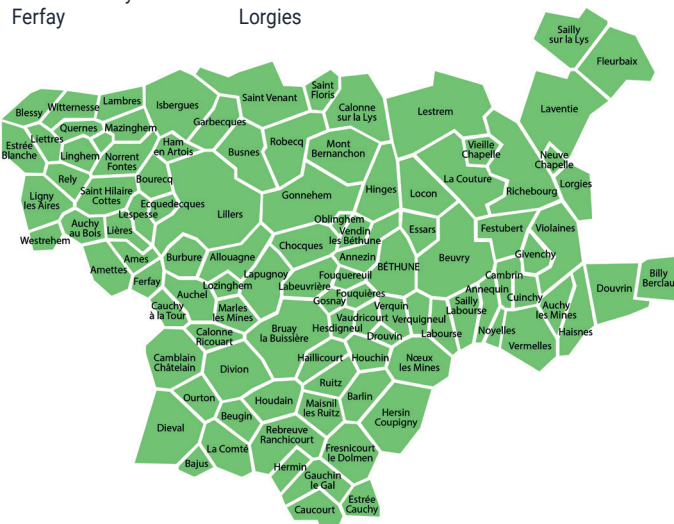 Ferfay
Lorgies
Sailly
sur la Lys
Fleurbaix
Blessy
Witternesse
Lambres
Isbergues
Saint Venant
Saint
Floris
Calonne
sur la Lys
Lestrem
Laventie
Estrée
Blanche
Liettres
Quernes
Mazinghem
Garbecques
Linghem
Norrent
Fontes
Ham
en Artois
Busnes
Robecq
Mont
Bernanchon
Vieille
Chapelle
Neuve
Chapelle
Rely
Bourecq
La Couture
Richebourg
Lorgies
Ligny
les Aires
Saint Hilaire
Cottes
Ecquedecques
Lespesse
Lillers
Gonnehem
Hinges
Locon
Auchy
au Bois
Lières
Westrehem
Oblinghem
Vendin
les Béthune
Essars
Festubert
Violaines
Chocques
Annezin
Beuvry
Givenchy
Ames
Amettes
Burbure
Allouagne
Lapugnoy
Fouquereuil
BÉTHUNE
Cambrin
Ferfay
Lozinghem
Labeuvrière
Fouquières
Annequin
Cuinchy
Douvrin
Billy
Berclau
Auchel
Gosnay
Verquin
Sailly
Labourse
Auchy
les Mines
Cauchy
à la Tour
Marles
les Mines
Vaudricourt
Verquigneul
Hesdigneul
Drouvin
Labourse
Noyelles
Haisnes
Calonne
Ricouart
Bruay
la Buissière
Vermelles
Camblain
Châtelain
Divion
Haillicourt
Houchin
Nœux
les Mines
Ruitz
Ourton
Houdain
Maisnil
les Ruitz
Barlin
Beugin
Hersin
Coupigny
Dieval
Rebreuve
Ranchicourt
La Comté
Fresnicourt
le Dolmen
Bajus
Hermin
Gauchin
le Gal
Caucourt
Estrée
Cauchy